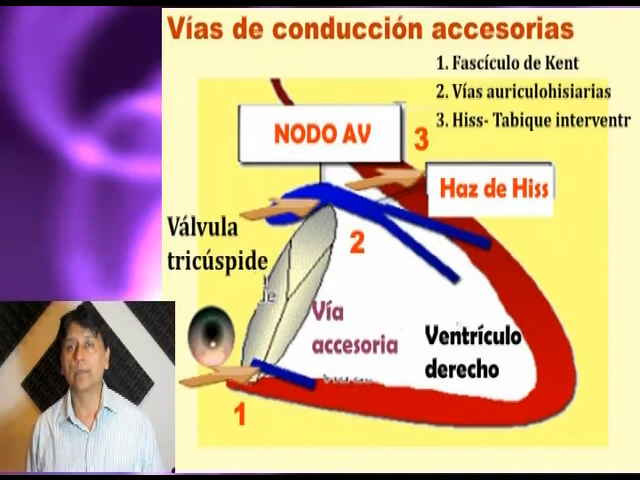 Vías de conducción accesorias
1. Fascículo de Kent
2. Vías auriculohisiarias
3. Hiss- Tabique interventr
NODO AV
3
Haz de Hiss
Válvula
tricúspide
2
de
Vía
accesoria
Ventrículo
derecho
1